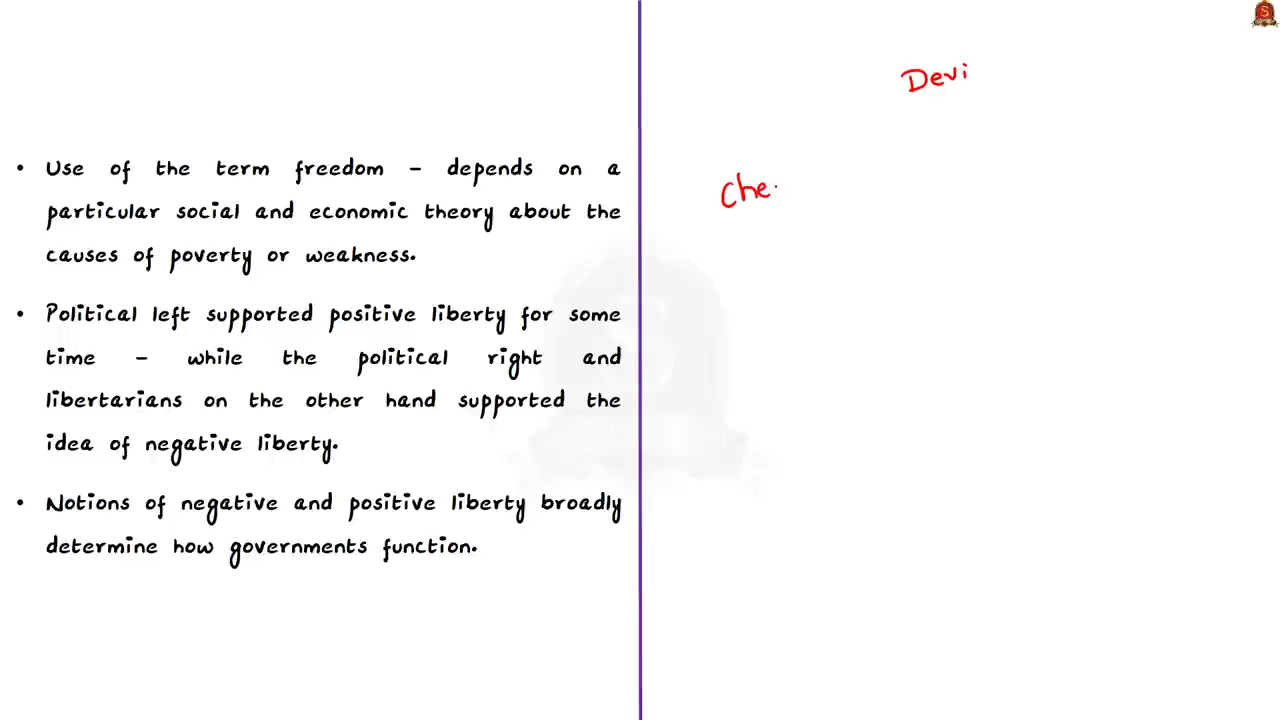 • Use of the term freedom – depends on a
particular social and economic theory about the
causes of poverty or weakness.
• Political left supported positive liberty for some
time – while the political right and
libertarians on the other hand supported the
idea of negative liberty.
• Notions of negative and positive liberty broadly
determine how governments function.
Devi
Che
S